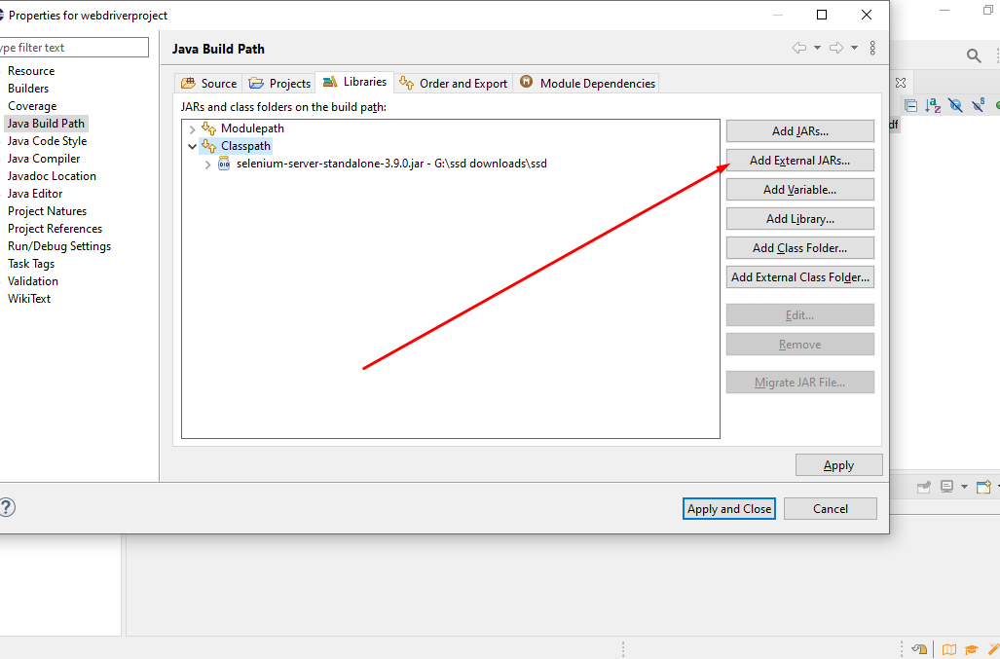 Properties for webdriverproject
ype filter text
Resource
Builders
Coverage
Java Build Path
Java Code Style
Java Compiler
Javadoc Location
Java Editor
Project Natures
Project References
Run/Debug Settings
Task Tags
Validation
WikiText
Java Build Path
Source
Projects
Libraries
Order and Export
Module Dependencies
JARs and class folders on the build path:
Modulepath
Classpath
selenium-server-standalone-3.9.0.jar - G:\ssd downloads\ssd
Add JARs...
Add External JARs...
Add Variable...
Add Library...
Add Class Folder...
Add External Class Folder...
Edit...
Remove
Migrate JAR File...
Apply
Apply and Close
Cancel
df